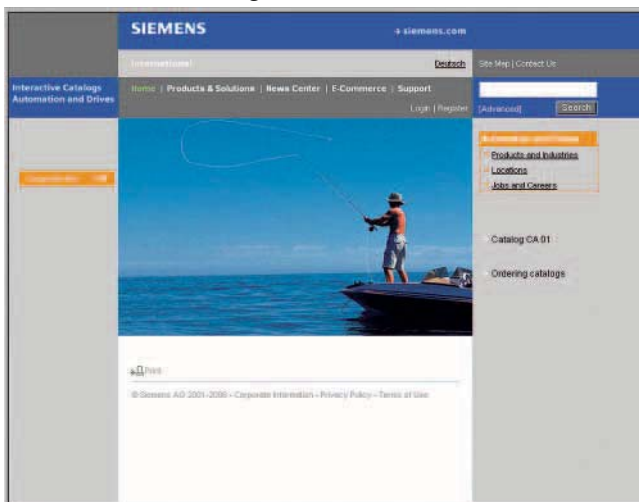 SIEMENS
→ siemens.com
International
Deutsch
Site Map | Contact Us
Interactive Catalogs
Automation and Drives
Home | Products & Solutions | News Center | E-Commerce | Support
Login | Register
[Advanced] Search
Products and Industries
Locations
Jobs and Careers
Catalog CA 01
Ordering catalogs
Print
© Siemens AG 2001-2006 - Corporate Information - Privacy Policy - Terms of Use